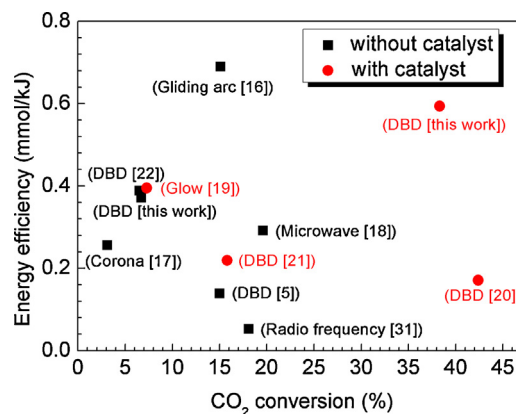 0.8
without catalyst
with catalyst
(Gliding arc [16])
0.6
(DBD [this work])
Energy efficiency (mmol/kJ)
(DBD [22])
0.4
(Glow [19])
(DBD [this work])
(Microwave [18])
(Corona [17])
(DBD [21])
0.2
(DBD [5])
(DBD [20]
(Radio frequency [31])
0.0
0 5 10 15 20 25 30 35 40 45
CO₂ conversion (%)